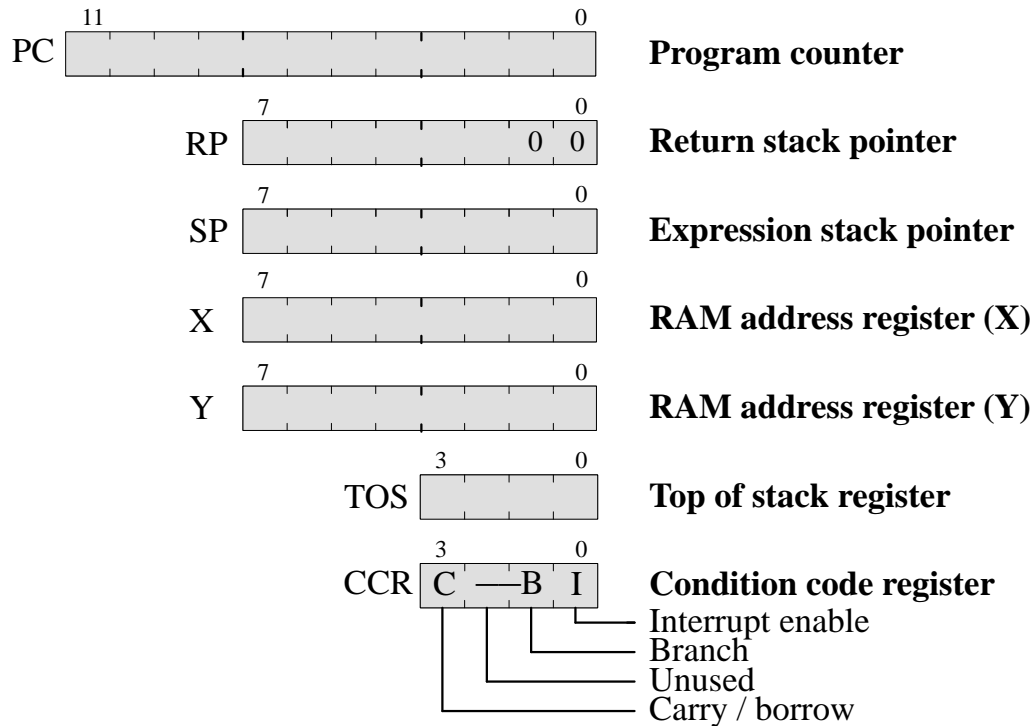 11 0
PC Program counter
7 0
RP 0 0 Return stack pointer
7 0
SP Expression stack pointer
7 0
X RAM address register (X)
7 0
Y RAM address register (Y)
3 0
TOS Top of stack register
3 0
CCR C —— B I Condition code register
Interrupt enable
Branch
Unused
Carry / borrow